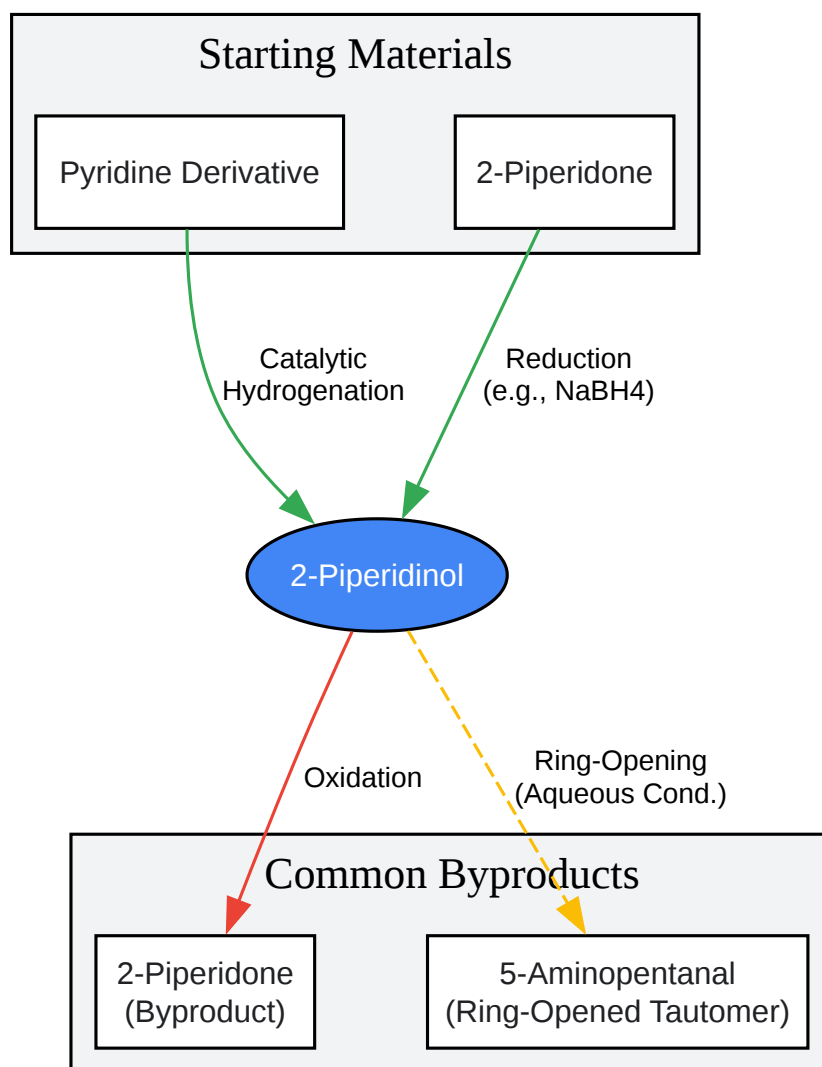 Starting Materials
Pyridine Derivative
2-Piperidone
Catalytic
Hydrogenation
Reduction
(e.g., NaBH4)
2-Piperidinol
Oxidation
Ring-Opening
(Aqueous Cond.)
Common Byproducts
2-Piperidone
(Byproduct)
5-Aminopentanal
(Ring-Opened Tautomer)